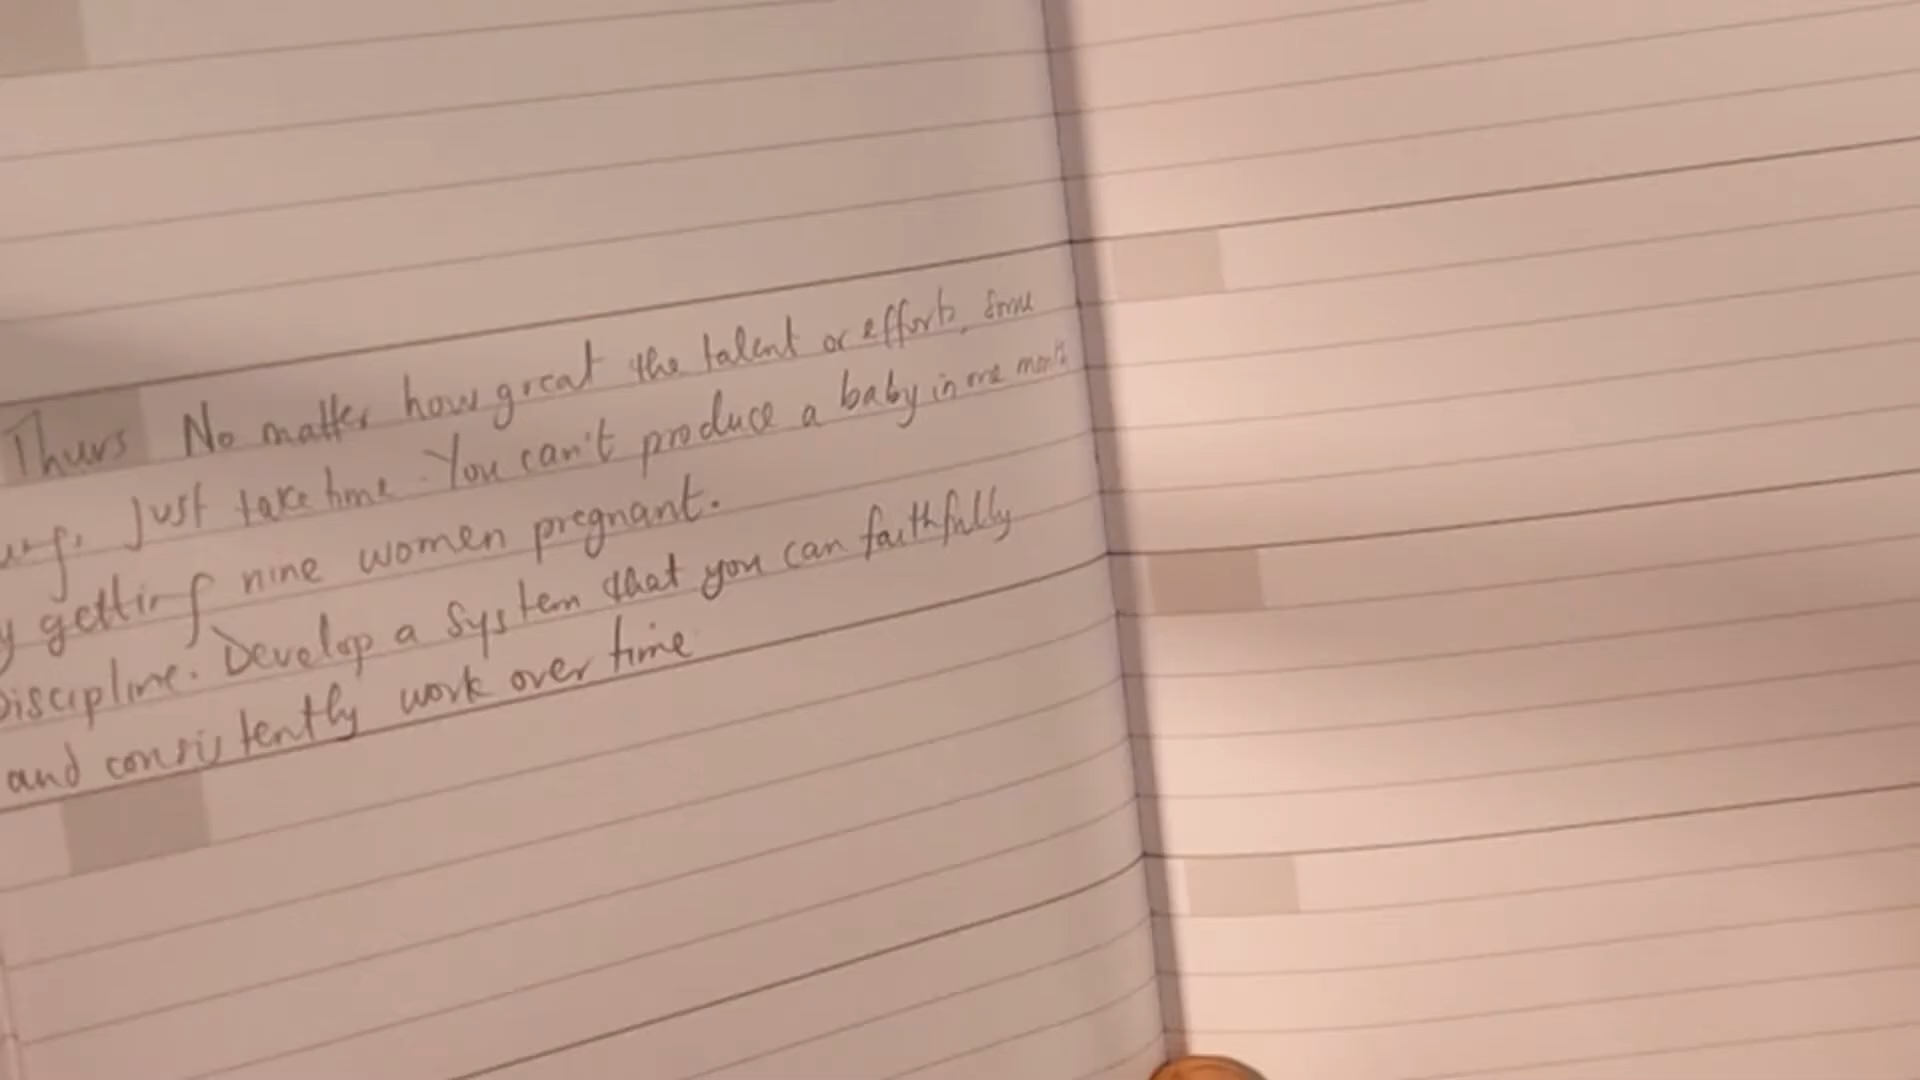 Thurs No matter how great the talent or efforts, some
just take time. You can't produce a baby in one month
getting nine women pregnant.
Discipline. Develop a system that you can faithfully
and consistently work over time